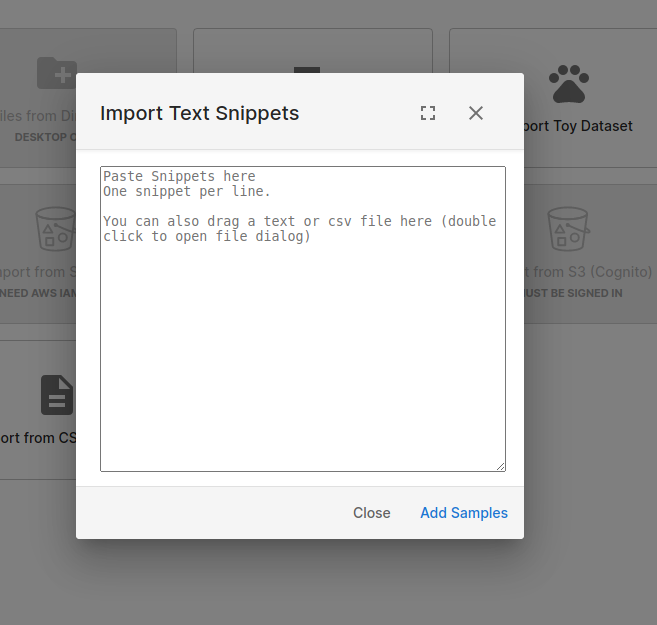 Import Text Snippets
Paste Snippets here
One snippet per line.
You can also drag a text or csv file here (double
click to open file dialog)
Close
Add Samples
iles from Di
DESKTOP
port Toy Dataset
port from S
NEED AWS IAM
t from S3 (Cognito)
UST BE SIGNED IN
ort from CS